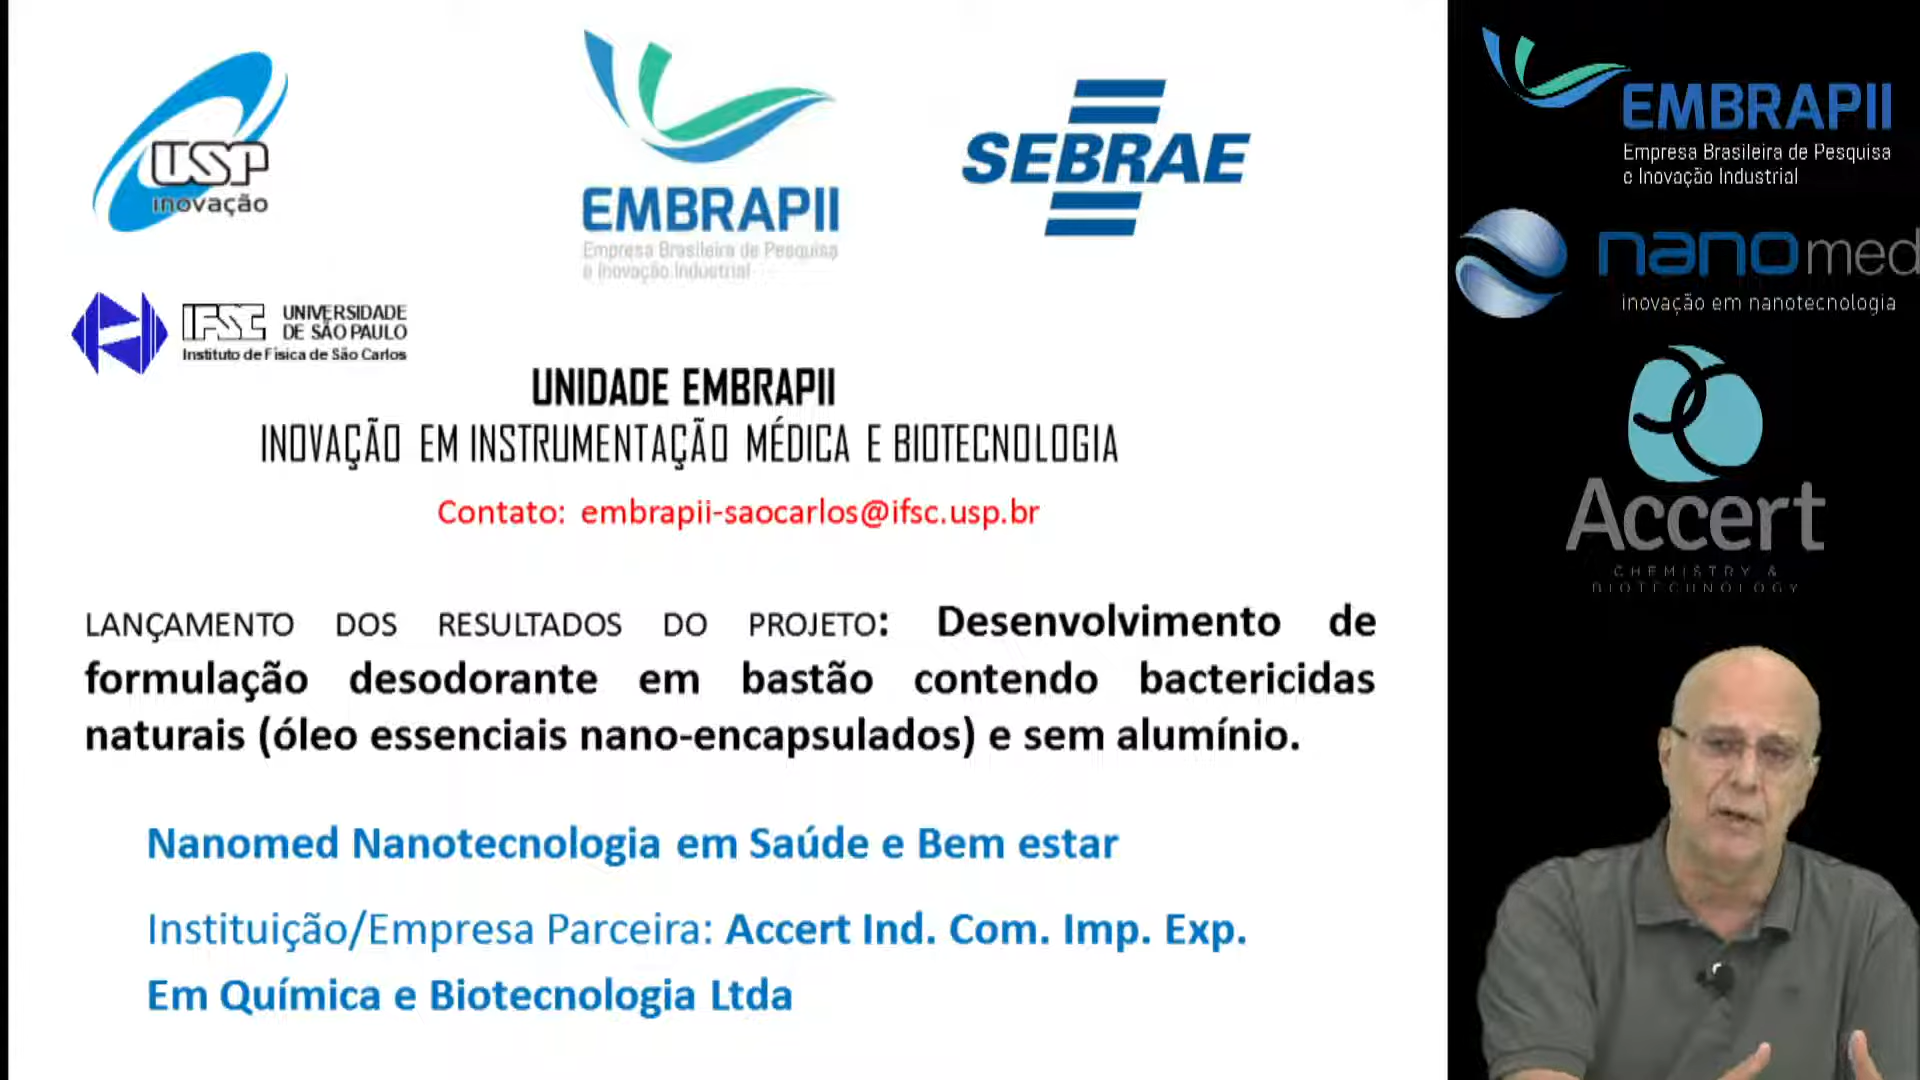 USP
inovação
EMBRAPII
Empresa Brasileira de Pesquisa
e Inovação Industrial
SEBRAE
IFSC UNIVERSIDADE
DE SÃO PAULO
Instituto de Física de São Carlos
UNIDADE EMBRAPII
INOVAÇÃO EM INSTRUMENTAÇÃO MÉDICA E BIOTECNOLOGIA
Contato: embrapii-saocarlos@ifsc.usp.br
LANÇAMENTO DOS RESULTADOS DO PROJETO: Desenvolvimento de
formulação desodorante em bastão contendo bactericidas
naturais (óleo essenciais nano-encapsulados) e sem alumínio.
Nanomed Nanotecnologia em Saúde e Bem estar
Instituição/Empresa Parceira: Accert Ind. Com. Imp. Exp.
Em Química e Biotecnologia Ltda
EMBRAPII
Empresa Brasileira de Pesquisa
e Inovação Industrial
nanomed
inovação em nanotecnologia
Accert
CHEMISTRY &
BIOTECHNOLOGY